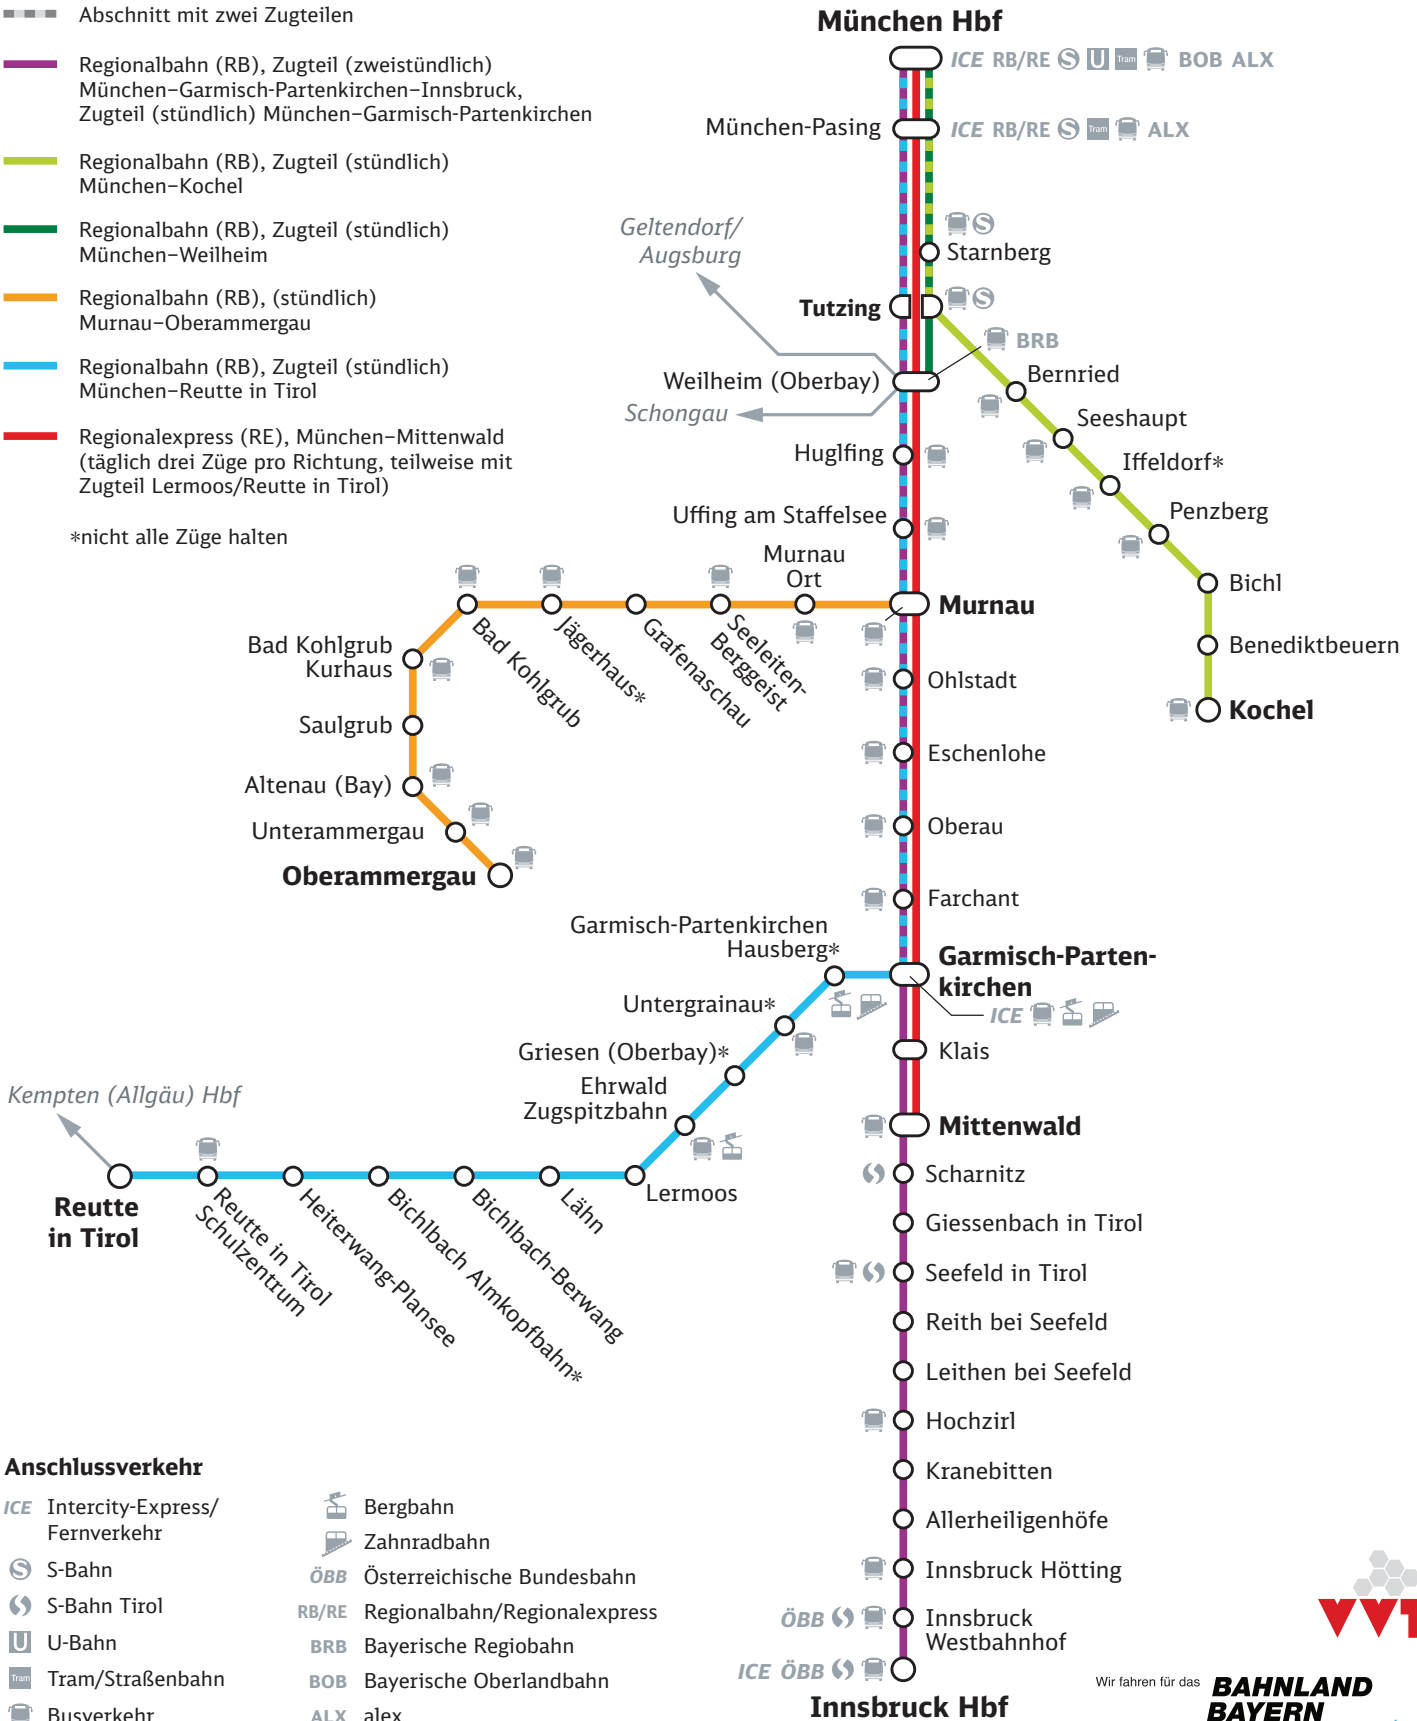 Abschnitt mit zwei Zugteilen
Regionalbahn (RB), Zugteil (zweistündlich)
München–Garmisch-Partenkirchen–Innsbruck,
Zugteil (stündlich) München–Garmisch-Partenkirchen
Regionalbahn (RB), Zugteil (stündlich)
München–Kochel
Regionalbahn (RB), Zugteil (stündlich)
München–Weilheim
Regionalbahn (RB), (stündlich)
Murnau–Oberammergau
Regionalbahn (RB), Zugteil (stündlich)
München–Reutte in Tirol
Regionalexpress (RE), München–Mittenwald
(täglich drei Züge pro Richtung, teilweise mit
Zugteil Lermoos/Reutte in Tirol)
*nicht alle Züge halten
München Hbf
ICE RB/RE S U Tram BOB ALX
München-Pasing
ICE RB/RE S Tram ALX
Geltendorf/
Augsburg
S
Starnberg
Tutzing
S
BRB
Weilheim (Oberbay)
Schongau
Bernried
Seeshaupt
Iffeldorf*
Penzberg
Bichl
Benediktbeuern
Kochel
Huglfing
Uffing am Staffelsee
Murnau
Ort
Murnau
Seeleiten-
Berggeist
Grafenaschau
Jägerhaus*
Bad Kohlgrub
Bad Kohlgrub
Kurhaus
Saulgrub
Altenau (Bay)
Unterammergau
Oberammergau
Ohlstadt
Eschenlohe
Oberau
Farchant
Garmisch-Partenkirchen
Hausberg*
Garmisch-Parten-
kirchen
ICE
Untergrainau*
Griesen (Oberbay)*
Ehrwald
Zugspitzbahn
Lermoos
Lähn
Bichlbach-Berwang
Bichlbach Almkopfbahn*
Heiterwang-Plansee
Reutte in Tirol
Schulzentrum
Reutte
in Tirol
Kempten (Allgäu) Hbf
Klais
Mittenwald
Scharnitz
Giessenbach in Tirol
Seefeld in Tirol
Reith bei Seefeld
Leithen bei Seefeld
Hochzirl
Kranebitten
Allerheiligenhöfe
Innsbruck Hötting
ÖBB
Innsbruck
Westbahnhof
ICE ÖBB
Innsbruck Hbf
Anschlussverkehr
ICE Intercity-Express/
Fernverkehr
S S-Bahn
S-Bahn Tirol
U U-Bahn
Tram Tram/Straßenbahn
Busverkehr
Bergbahn
Zahnradbahn
ÖBB Österreichische Bundesbahn
RB/RE Regionalbahn/Regionalexpress
BRB Bayerische Regiobahn
BOB Bayerische Oberlandbahn
ALX alex
VVT
Wir fahren für das
BAHNLAND
BAYERN